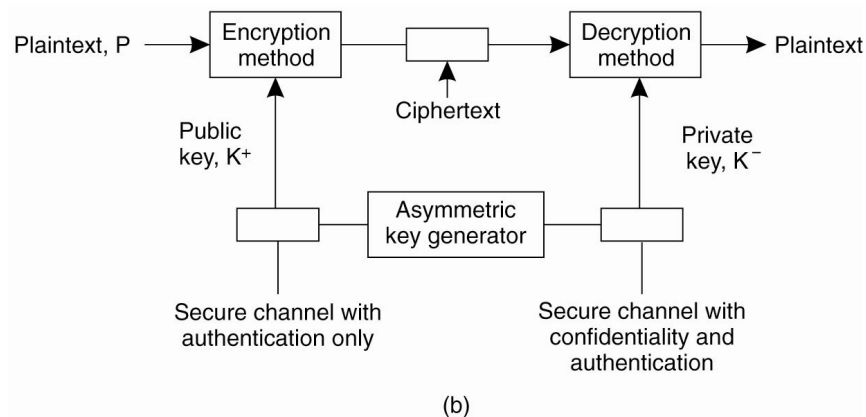 Plaintext, P
Encryption
method
Ciphertext
Decryption
method
Plaintext
Public
key, K⁺
Private
key, K⁻
Asymmetric
key generator
Secure channel with
authentication only
Secure channel with
confidentiality and
authentication
(b)